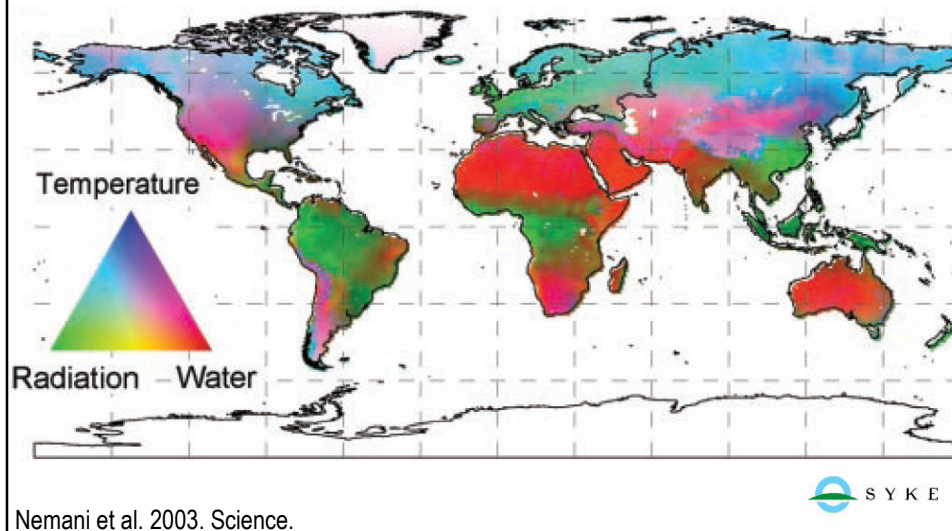 Temperature
Radiation Water
SYKE
Nemani et al. 2003. Science.